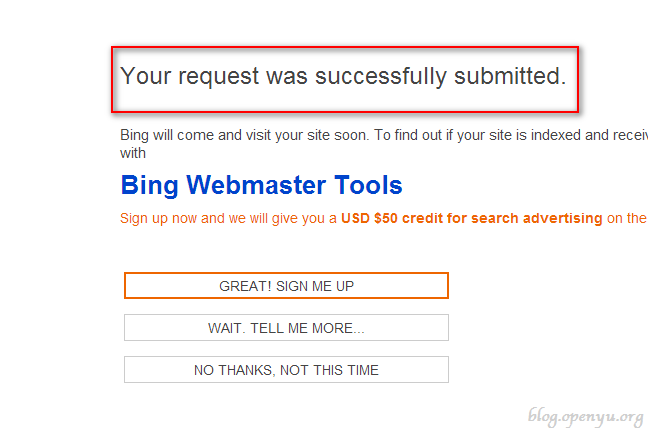 Your request was successfully submitted.
Bing will come and visit your site soon. To find out if your site is indexed and recei
with
Bing Webmaster Tools
Sign up now and we will give you a USD $50 credit for search advertising on the
GREAT! SIGN ME UP
WAIT. TELL ME MORE...
NO THANKS, NOT THIS TIME
blog.openyu.org